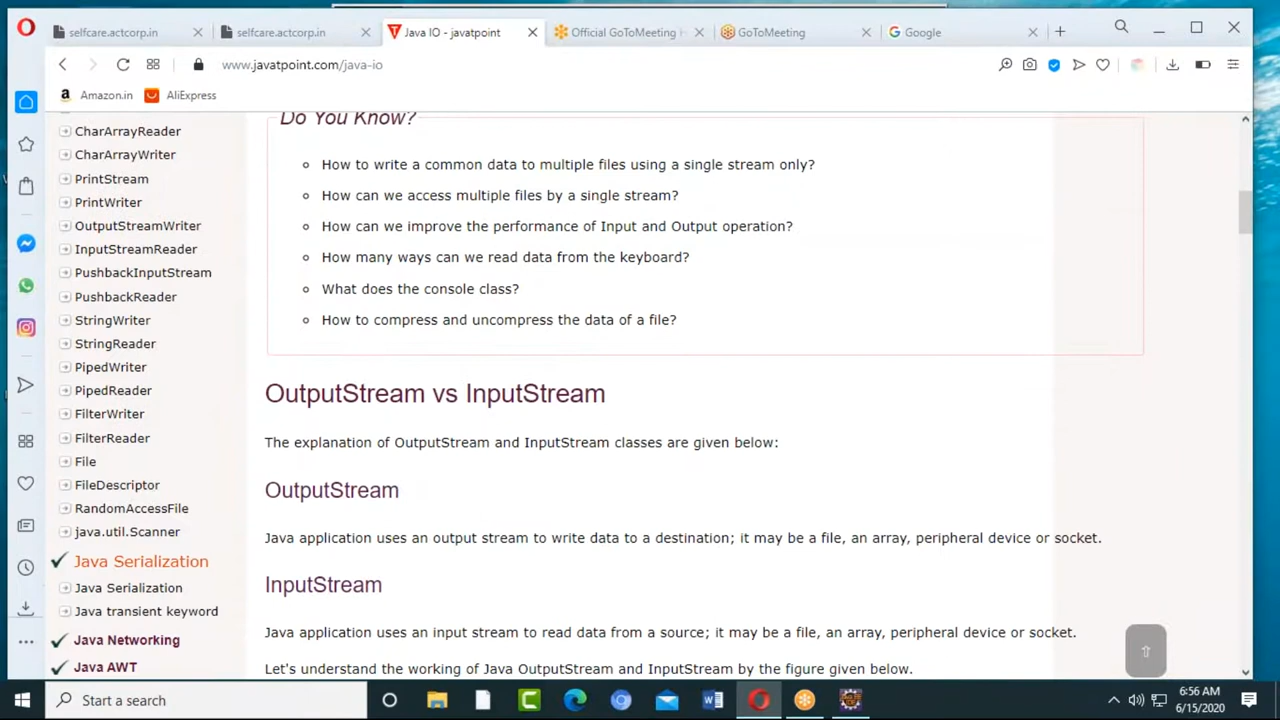 selfcare.actcorp.in
selfcare.actcorp.in
Java IO - javatpoint
Official GoToMeeting
GoToMeeting
Google
www.javatpoint.com/java-io
Amazon.in
AliExpress
CharArrayReader
CharArrayWriter
PrintStream
PrintWriter
OutputStreamWriter
InputStreamReader
PushbackInputStream
PushbackReader
StringWriter
StringReader
PipedWriter
PipedReader
FilterWriter
FilterReader
File
FileDescriptor
RandomAccessFile
java.util.Scanner
Java Serialization
Java Serialization
Java transient keyword
Java Networking
Java AWT
Do You Know?
How to write a common data to multiple files using a single stream only?
How can we access multiple files by a single stream?
How can we improve the performance of Input and Output operation?
How many ways can we read data from the keyboard?
What does the console class?
How to compress and uncompress the data of a file?
OutputStream vs InputStream
The explanation of OutputStream and InputStream classes are given below:
OutputStream
Java application uses an output stream to write data to a destination; it may be a file, an array, peripheral device or socket.
InputStream
Java application uses an input stream to read data from a source; it may be a file, an array, peripheral device or socket.
Let's understand the working of Java OutputStream and InputStream by the figure given below.
Start a search
6:56 AM
6/15/2020